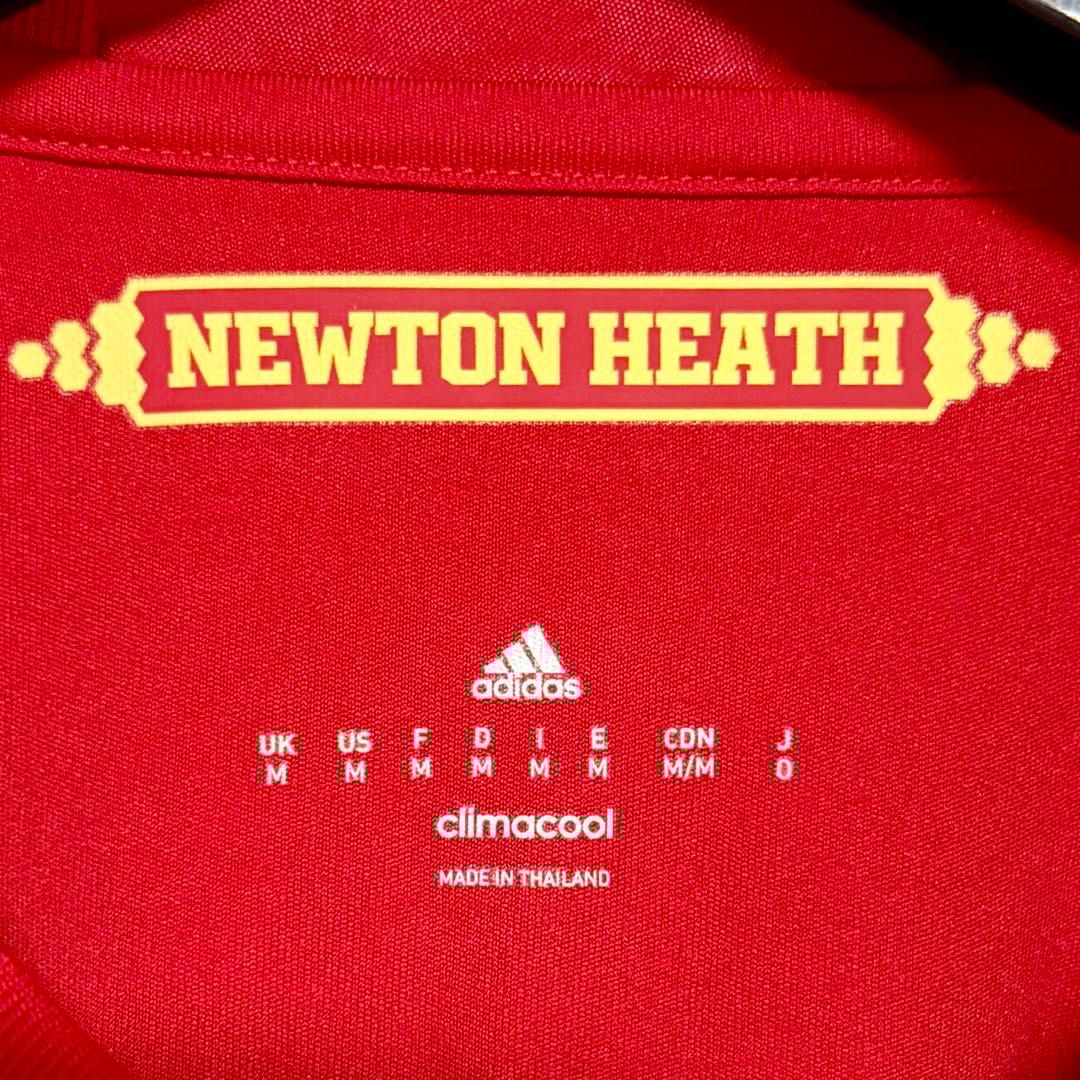 NEWTON HEATH
adidas
UK US F D I E CDN J
M M M M M M M/M O
climacool
MADE IN THAILAND